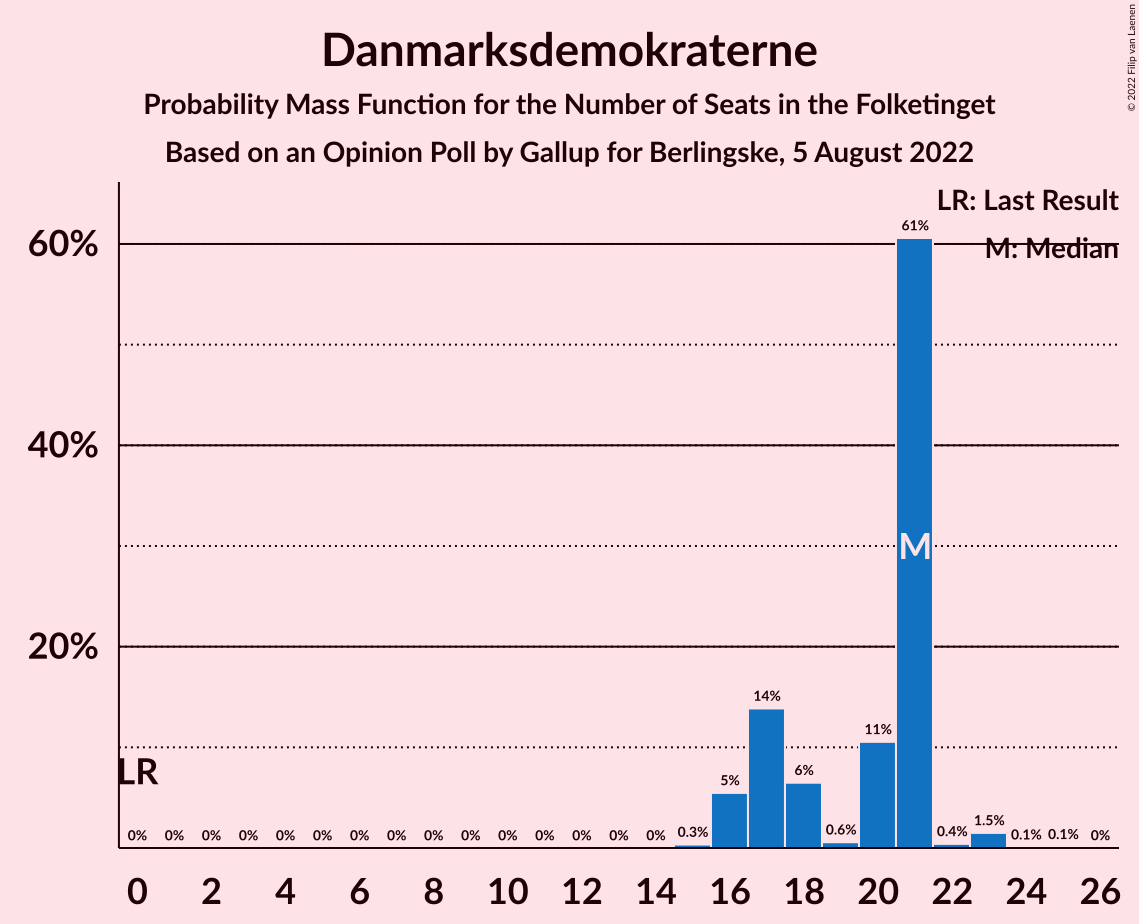 Danmarksdemokraterne
Probability Mass Function for the Number of Seats in the Folketinget
Based on an Opinion Poll by Gallup for Berlingske, 5 August 2022
© 2022 Filip van Laenen
LR: Last Result
M: Median
60%
40%
20%
61%
M
14%
11%
6%
5%
LR
0% 0% 0% 0% 0% 0% 0% 0% 0% 0% 0% 0% 0% 0% 0% 0.3% 0.6% 0.4% 1.5% 0.1% 0.1% 0%
0 2 4 6 8 10 12 14 16 18 20 22 24 26